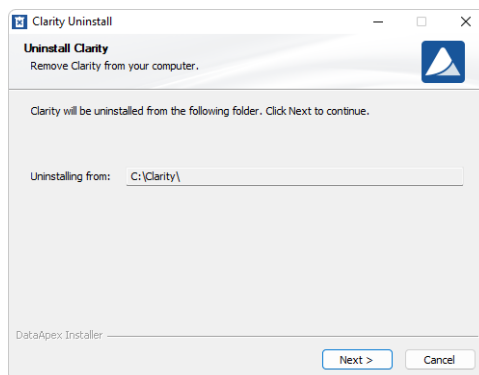 Clarity Uninstall
Uninstall Clarity
Remove Clarity from your computer.
Clarity will be uninstalled from the following folder. Click Next to continue.
Uninstalling from: C:\Clarity\
DataApex Installer
Next > Cancel